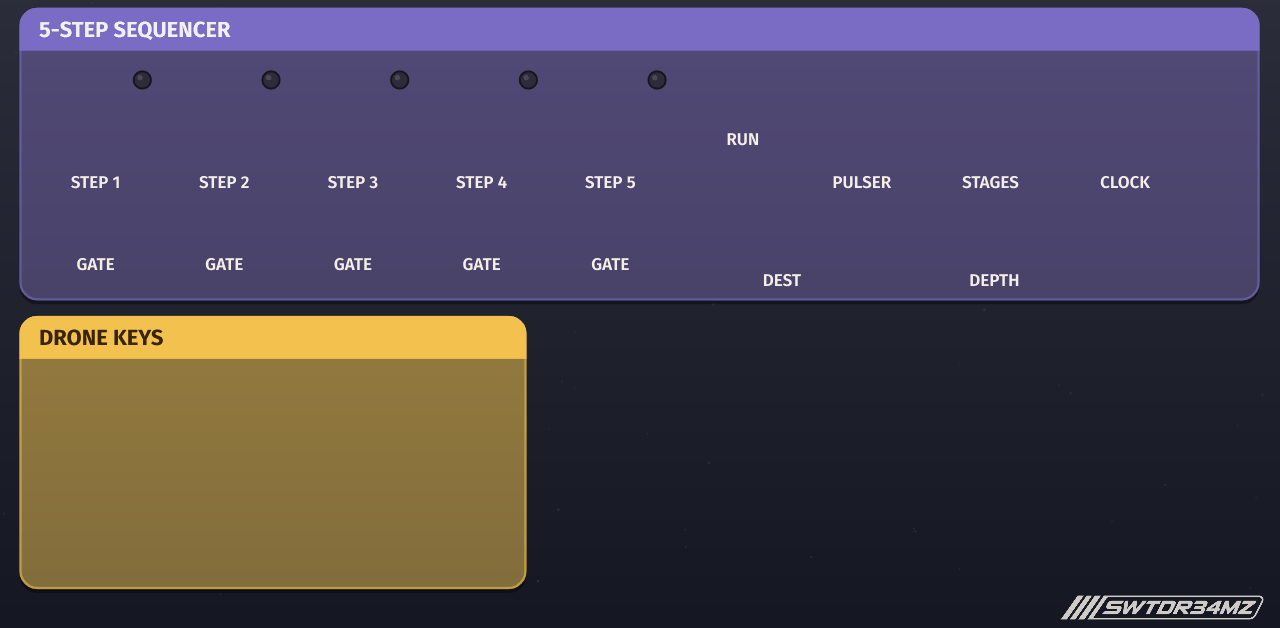 5-STEP SEQUENCER
RUN
STEP 1 STEP 2 STEP 3 STEP 4 STEP 5 PULSER STAGES CLOCK
GATE GATE GATE GATE GATE
DEST DEPTH
DRONE KEYS
SWTDR34MZ